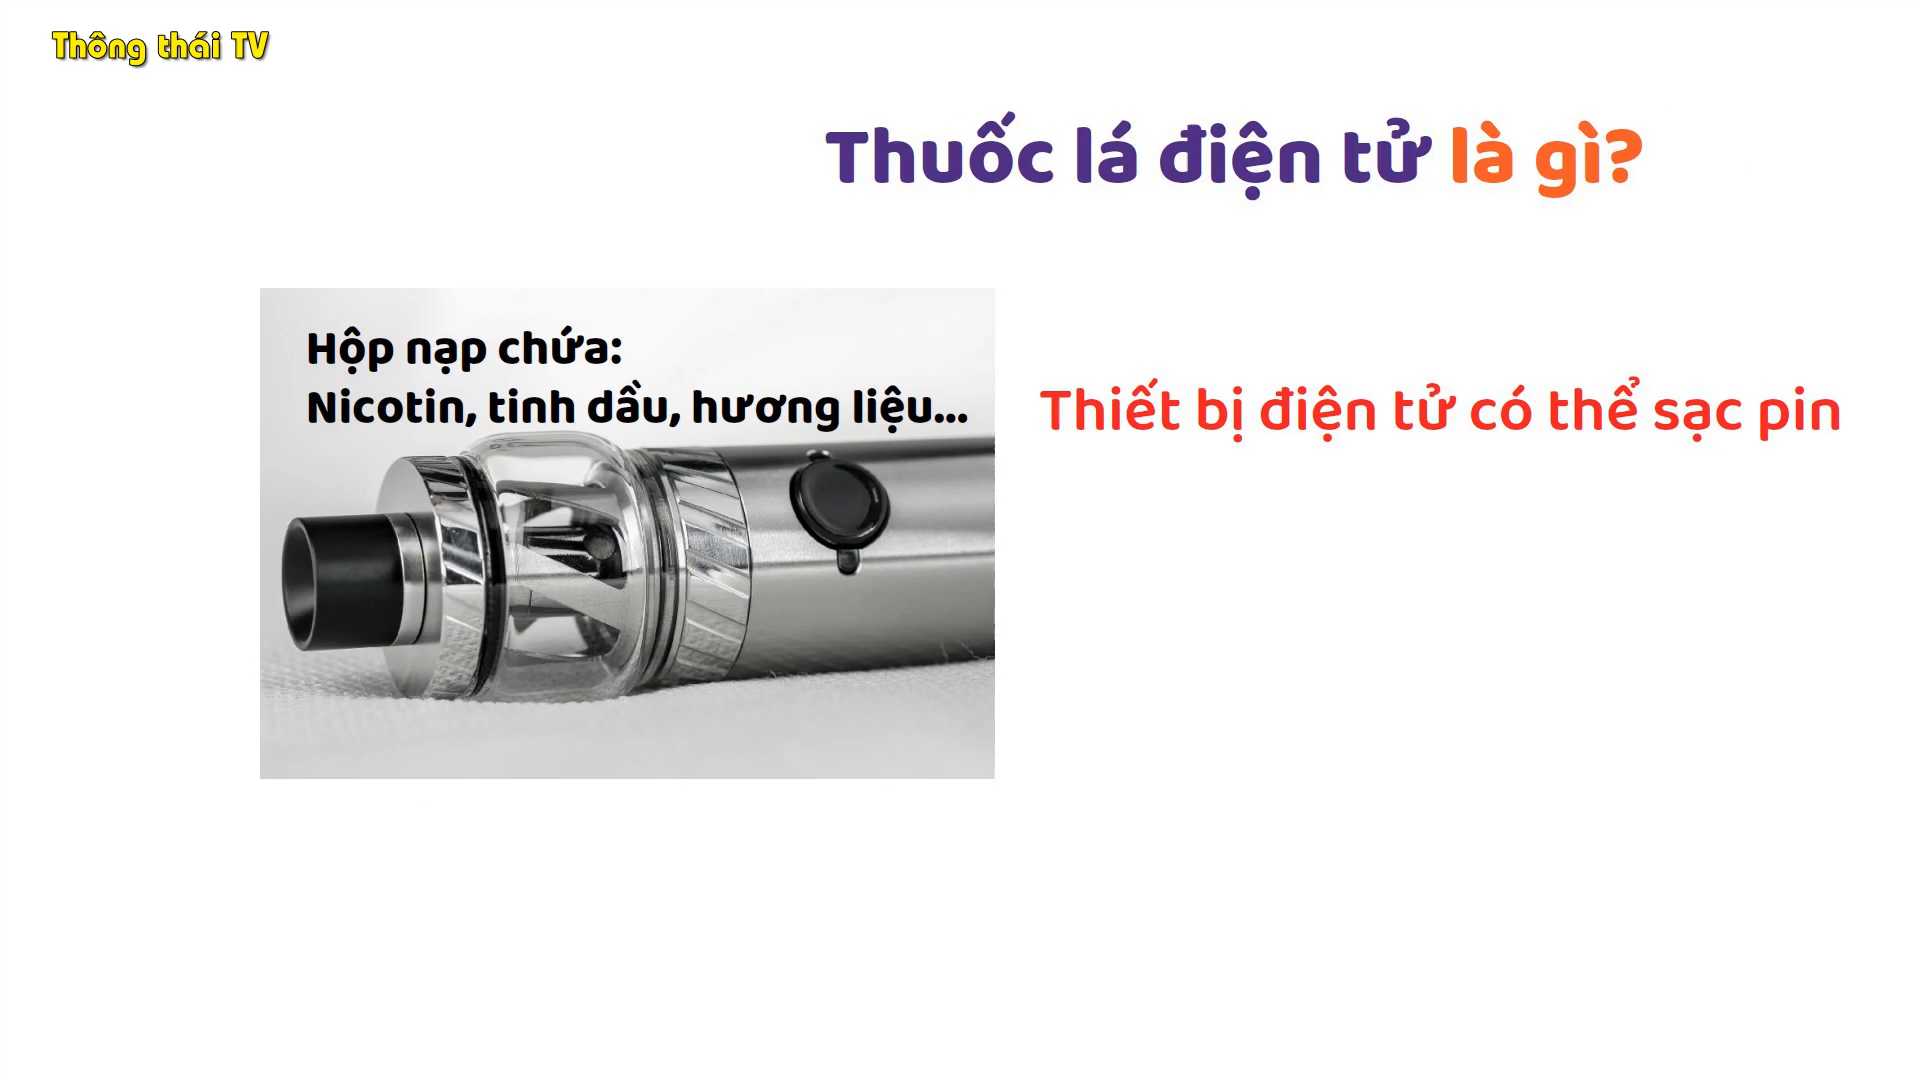 Thông thái TV
Thuốc lá điện tử là gì?
Hộp nạp chứa:
Nicotin, tinh dầu, hương liệu...
Thiết bị điện tử có thể sạc pin